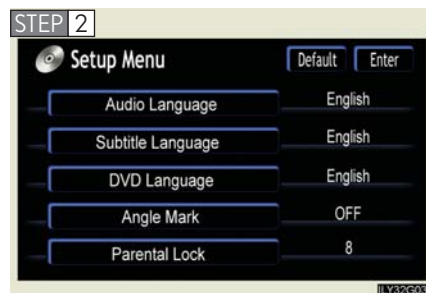 STEP 2
Setup Menu Default Enter
Audio Language English
Subtitle Language English
DVD Language English
Angle Mark OFF
Parental Lock 8
ILY32G03